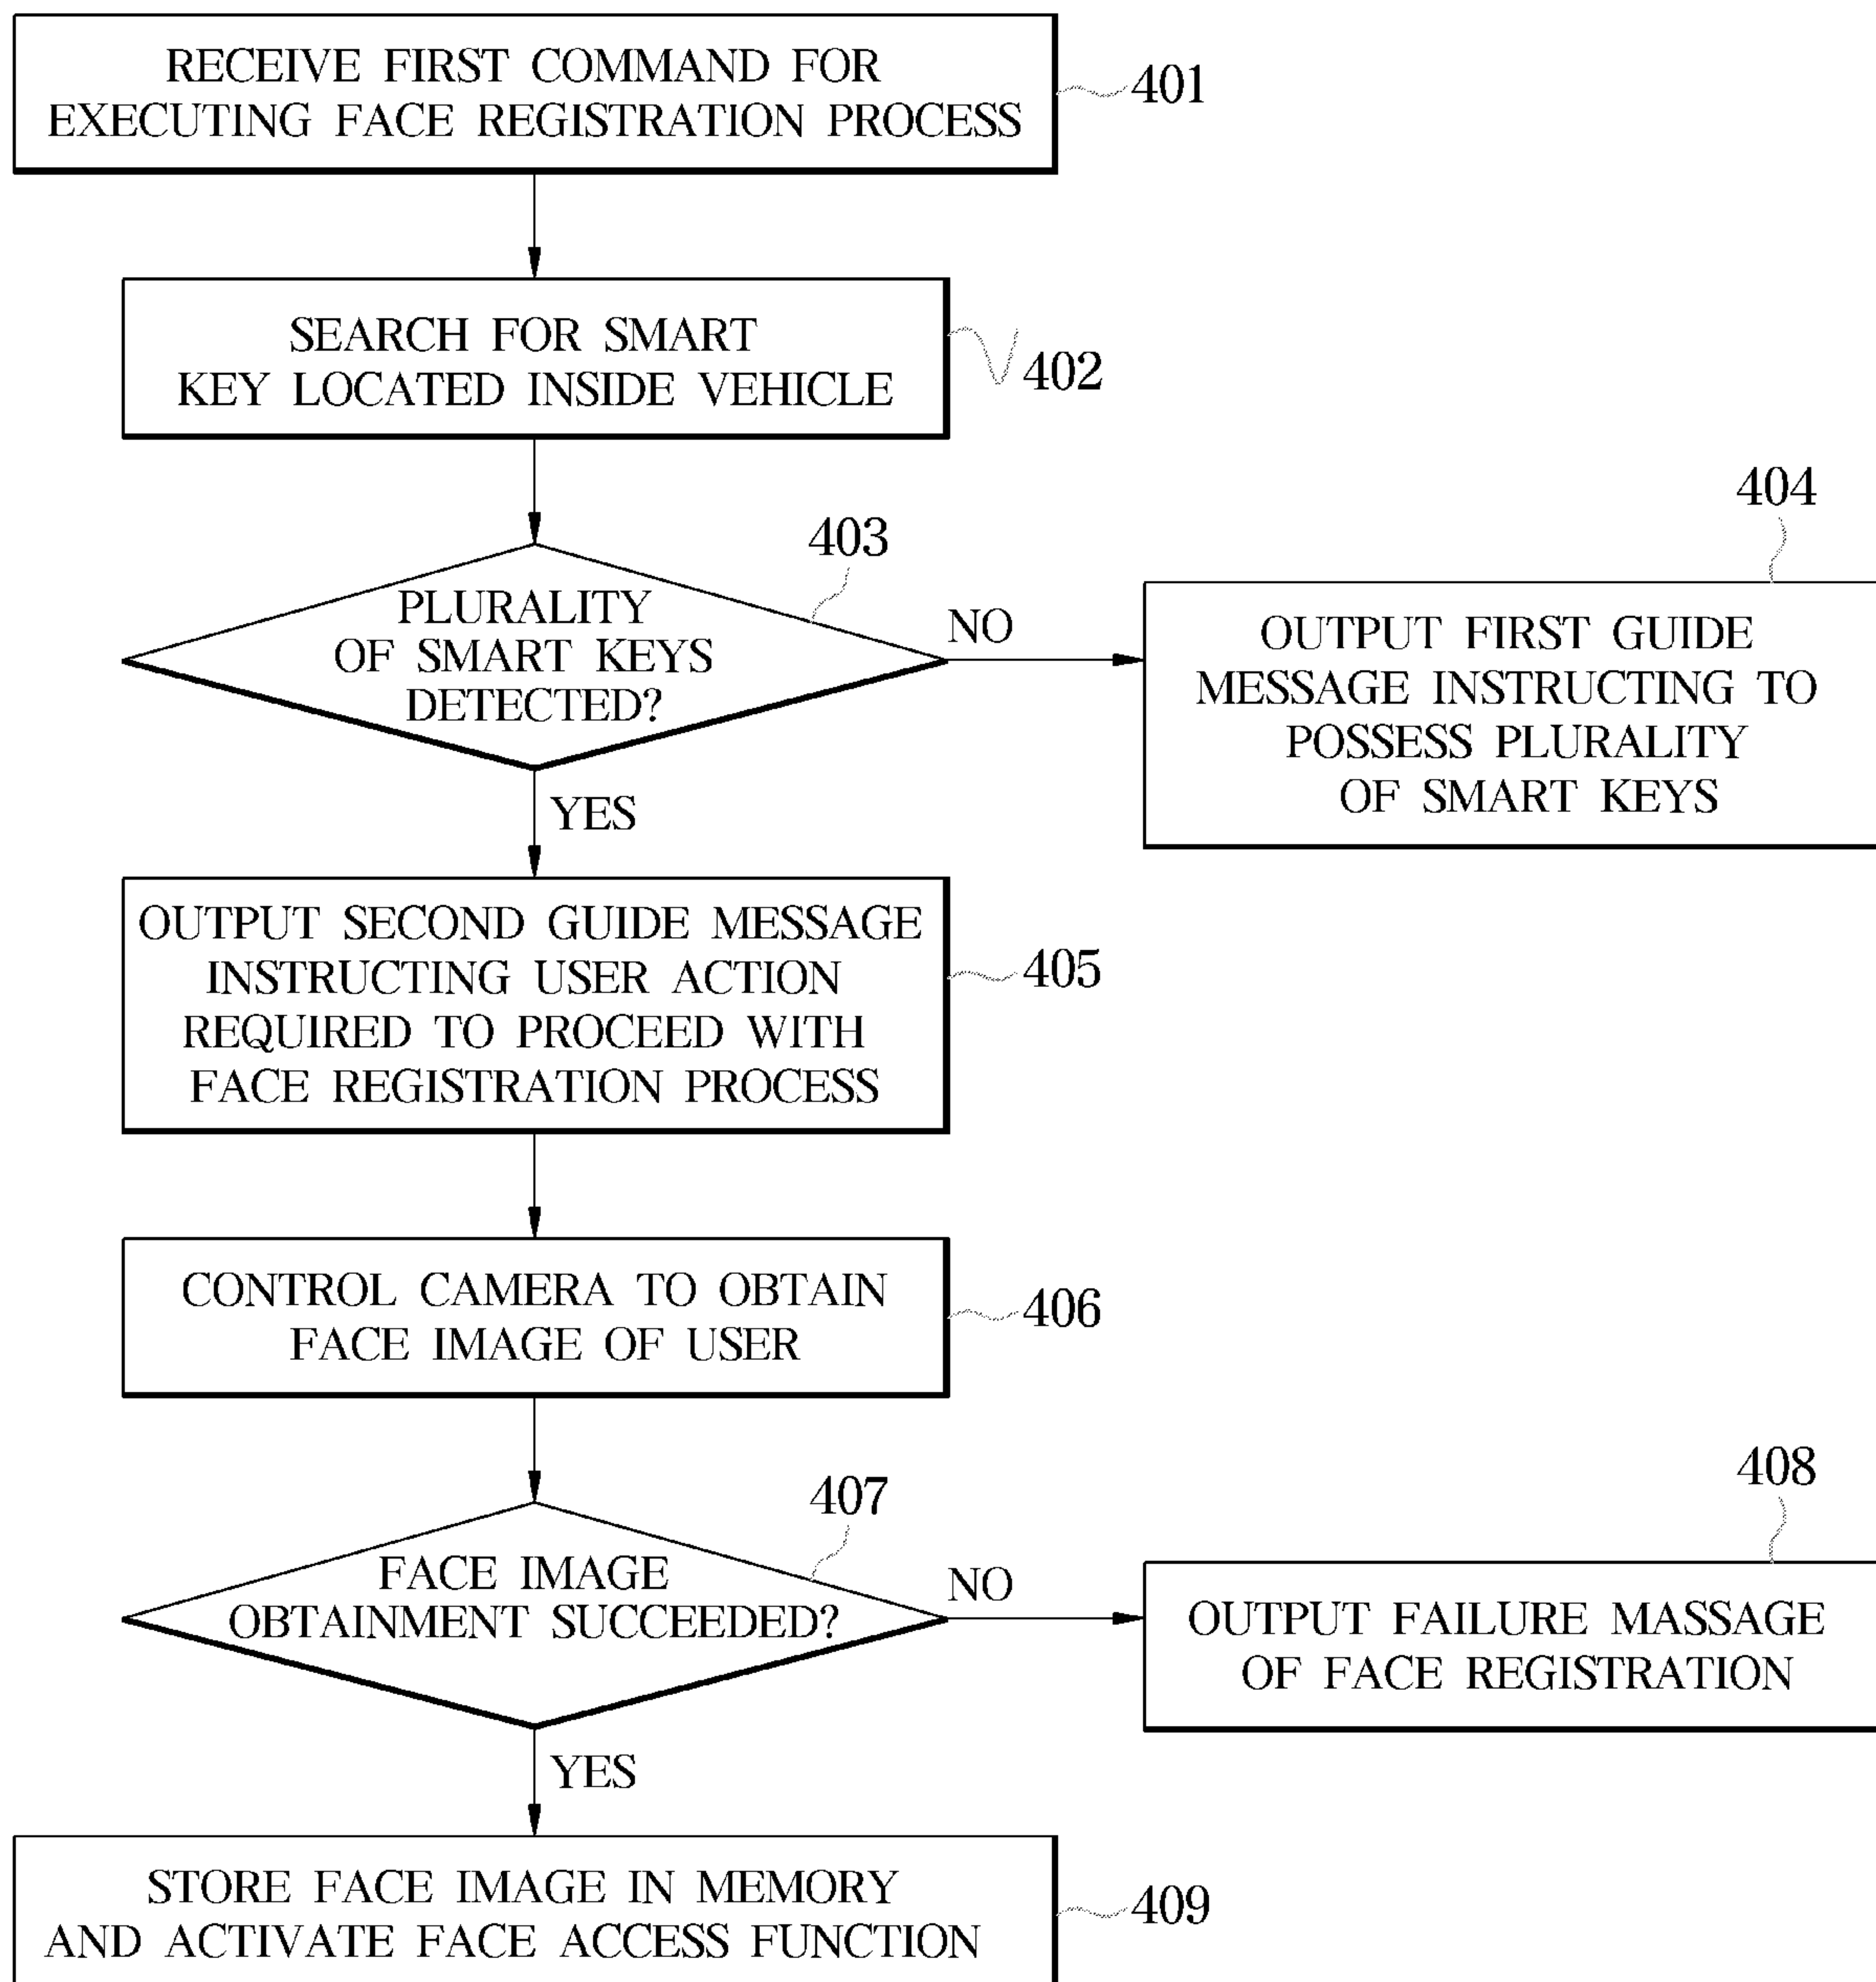 RECEIVE FIRST COMMAND FOR
EXECUTING FACE REGISTRATION PROCESS
401
SEARCH FOR SMART
KEY LOCATED INSIDE VEHICLE
402
403
PLURALITY
OF SMART KEYS
DETECTED?
NO
404
OUTPUT FIRST GUIDE
MESSAGE INSTRUCTING TO
POSSESS PLURALITY
OF SMART KEYS
YES
OUTPUT SECOND GUIDE MESSAGE
INSTRUCTING USER ACTION
REQUIRED TO PROCEED WITH
FACE REGISTRATION PROCESS
405
CONTROL CAMERA TO OBTAIN
FACE IMAGE OF USER
406
407
FACE IMAGE
OBTAINMENT SUCCEEDED?
NO
408
OUTPUT FAILURE MASSAGE
OF FACE REGISTRATION
YES
STORE FACE IMAGE IN MEMORY
AND ACTIVATE FACE ACCESS FUNCTION
409